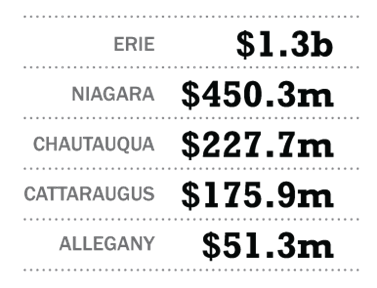 ERIE $1.3b
NIAGARA $450.3m
CHAUTAUQUA $227.7m
CATTARAUGUS $175.9m
ALLEGANY $51.3m